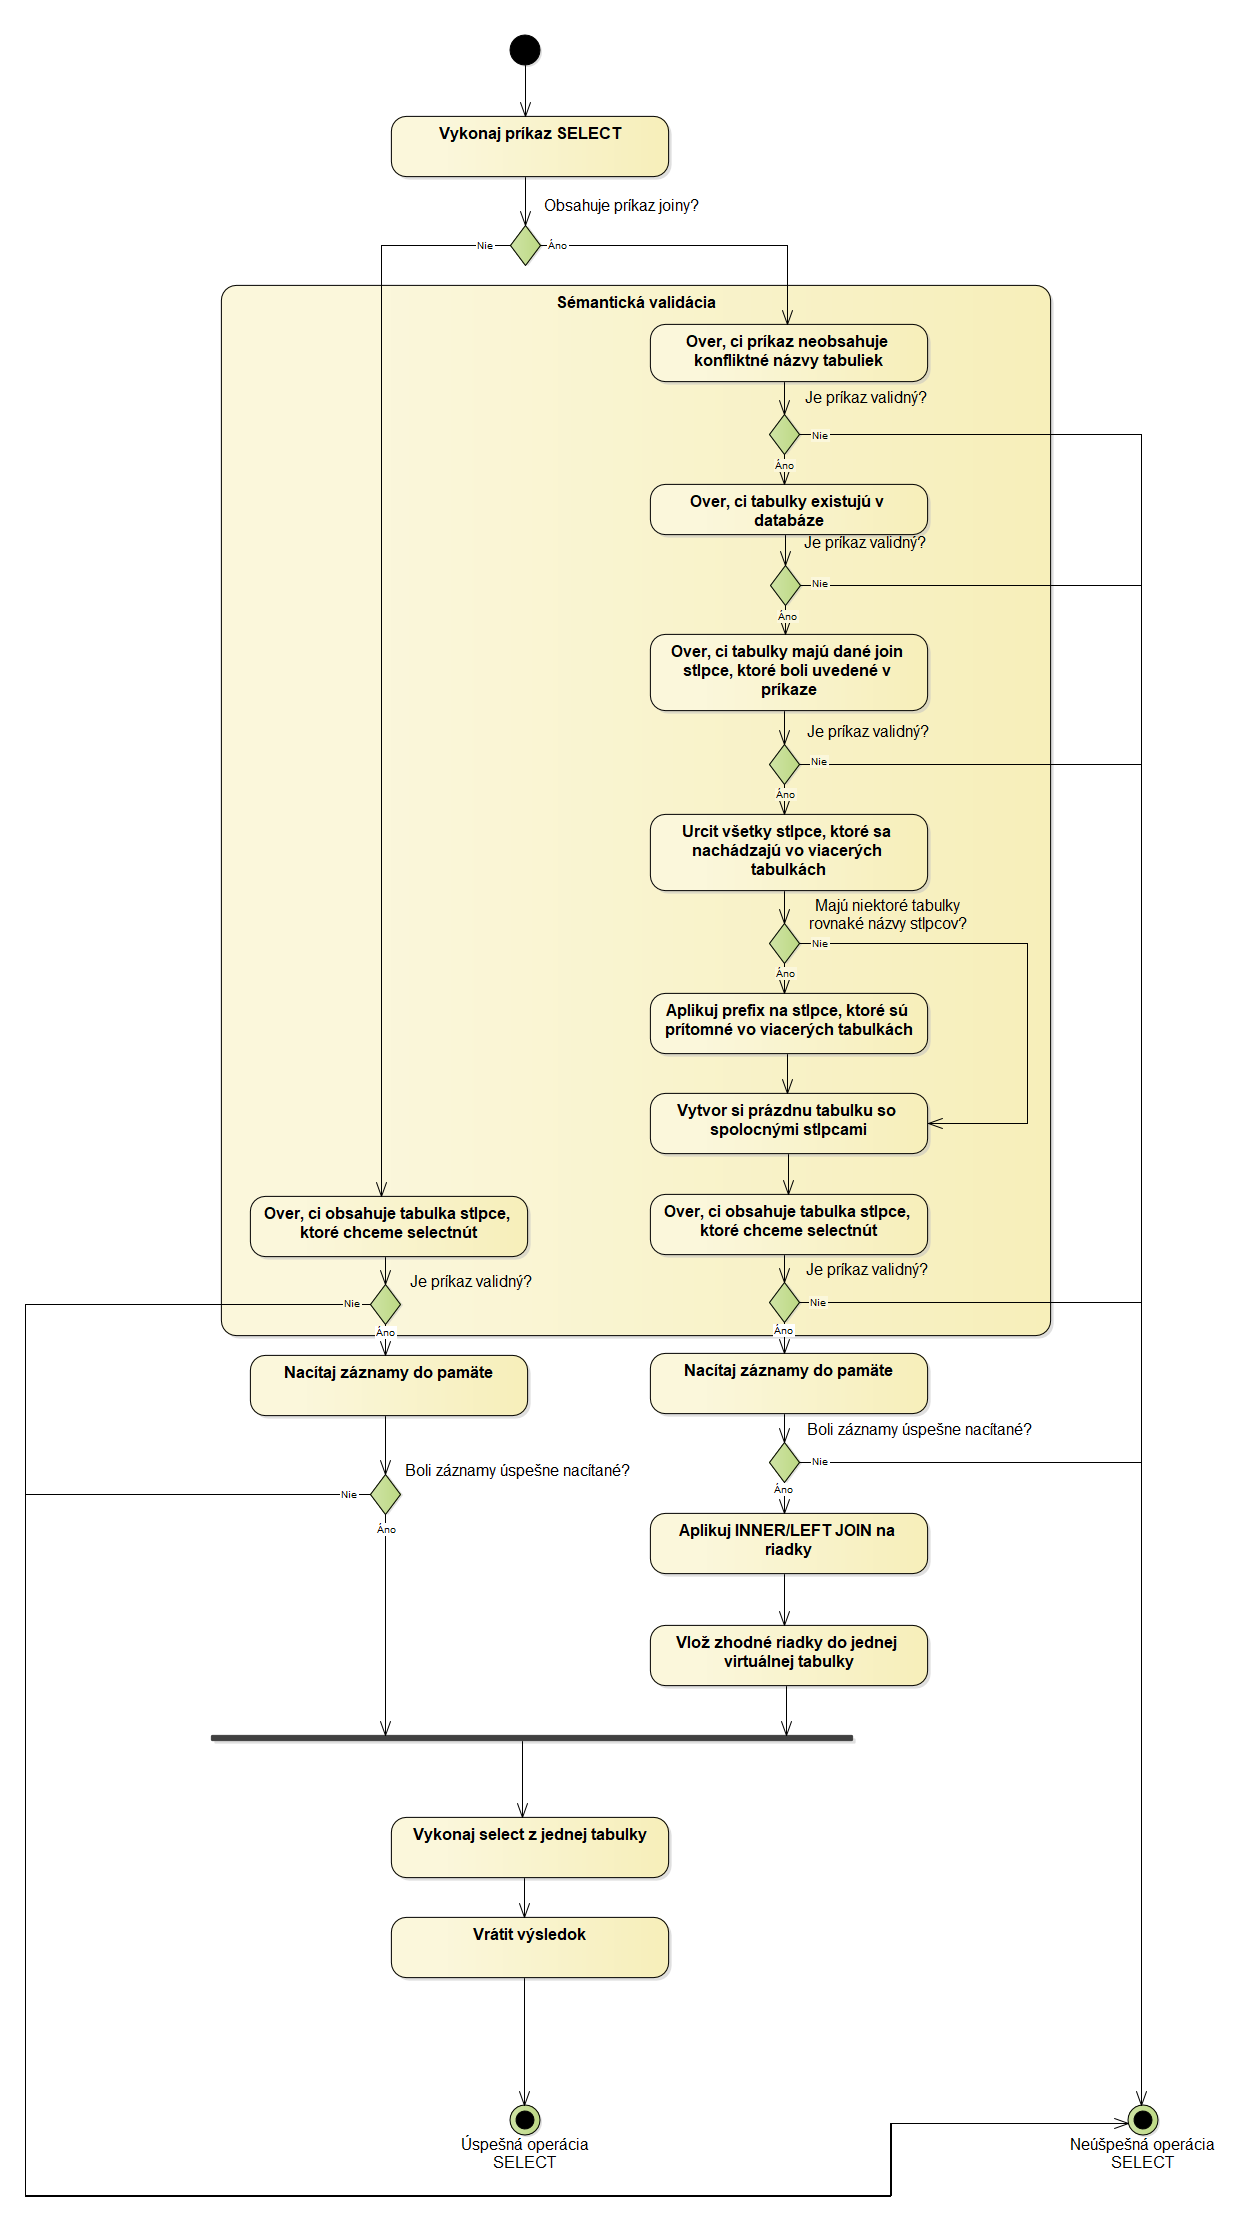 Vykonaj príkaz SELECT
Obsahuje príkaz joiny?
Nie
Áno
Sémantická validácia
Over, ci príkaz neobsahuje
konfliktné názvy tabuliek
Je príkaz validný?
Nie
Áno
Over, ci tabulky existujú v
databáze
Je príkaz validný?
Nie
Áno
Over, ci tabulky majú dané join
stlpce, ktoré boli uvedené v
príkaze
Je príkaz validný?
Nie
Áno
Urcit všetky stlpce, ktoré sa
nachádzajú vo viacerých
tabulkách
Majú niektoré tabulky
rovnaké názvy stlpcov?
Nie
Áno
Aplikuj prefix na stlpce, ktoré sú
prítomné vo viacerých tabulkách
Vytvor si prázdnu tabulku so
spolocnými stlpcami
Over, ci obsahuje tabulka stlpce,
ktoré chceme selectnút
Over, ci obsahuje tabulka stlpce,
ktoré chceme selectnút
Je príkaz validný?
Je príkaz validný?
Nie
Nie
Áno
Áno
Nacítaj záznamy do pamäte
Nacítaj záznamy do pamäte
Boli záznamy úspešne nacítané?
Nie
Áno
Boli záznamy úspešne nacítané?
Nie
Áno
Aplikuj INNER/LEFT JOIN na
riadky
Vlož zhodné riadky do jednej
virtuálnej tabulky
Vykonaj select z jednej tabulky
Vrátit výsledok
Úspešná operácia
SELECT
Neúšpešná operácia
SELECT